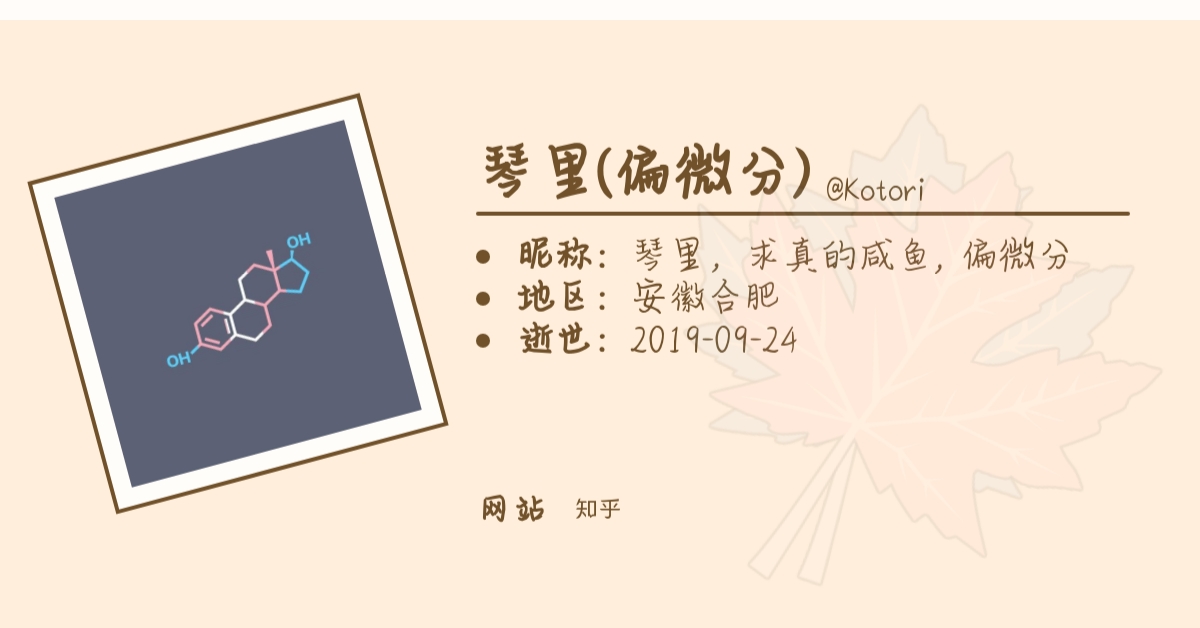 琴里(偏微分) @Kotori
昵称： 琴里，求真的咸鱼，偏微分
地区： 安徽合肥
逝世： 2019-09-24
OH
OH
网站 知乎